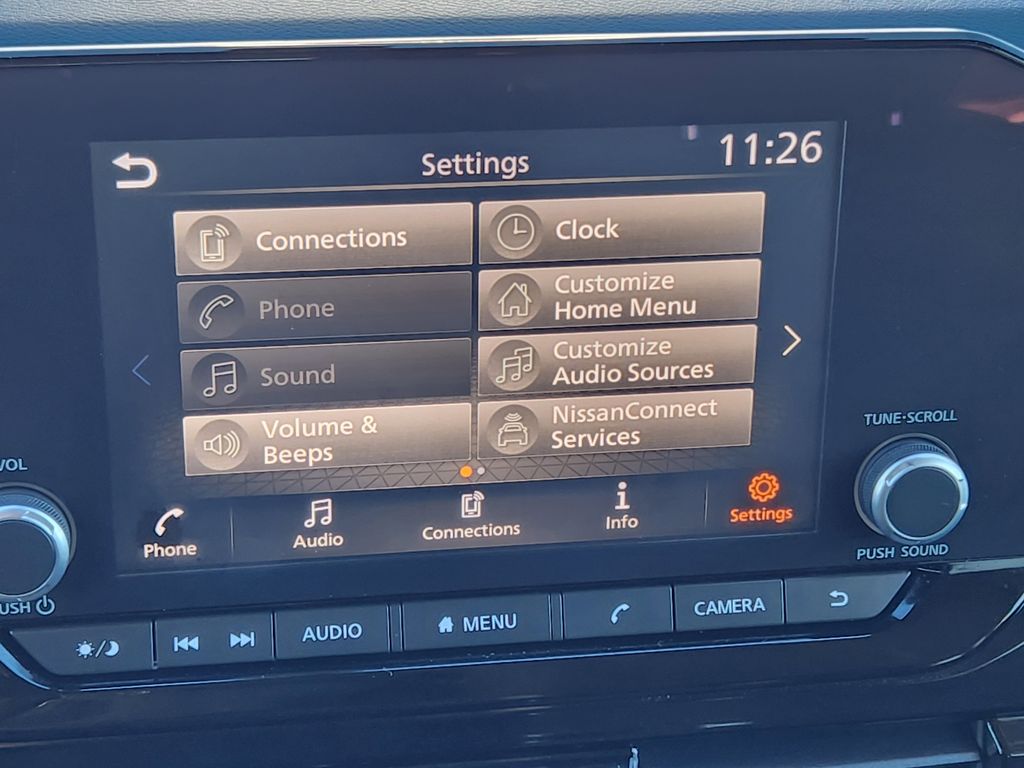 Settings
11:26
Connections
Clock
Phone
Customize
Home Menu
Sound
Customize
Audio Sources
Volume &
Beeps
NissanConnect
Services
Phone
Audio
Connections
Info
Settings
VOL
TUNE·SCROLL
PUSH SOUND
AUDIO
MENU
CAMERA